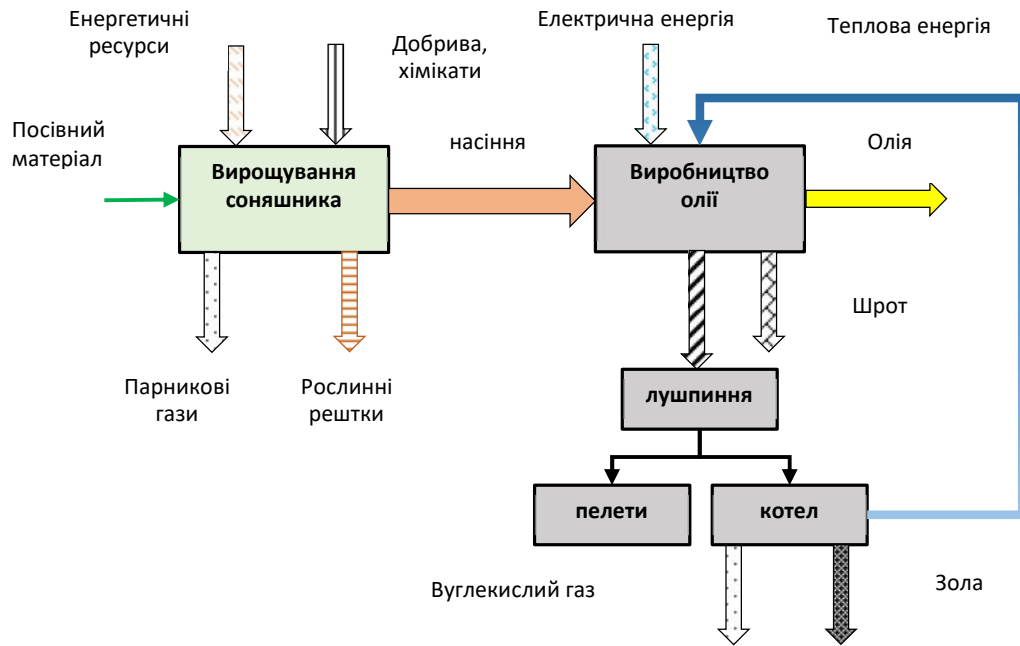 Енергетичні
ресурси
Добрива,
хімікати
Електрична енергія
Теплова енергія
Посівний
матеріал
Вирощування
соняшника
насіння
Виробництво
олії
Олія
Шрот
Парникові
гази
Рослинні
рештки
лушпиння
пелети
котел
Вуглекислий газ
Зола